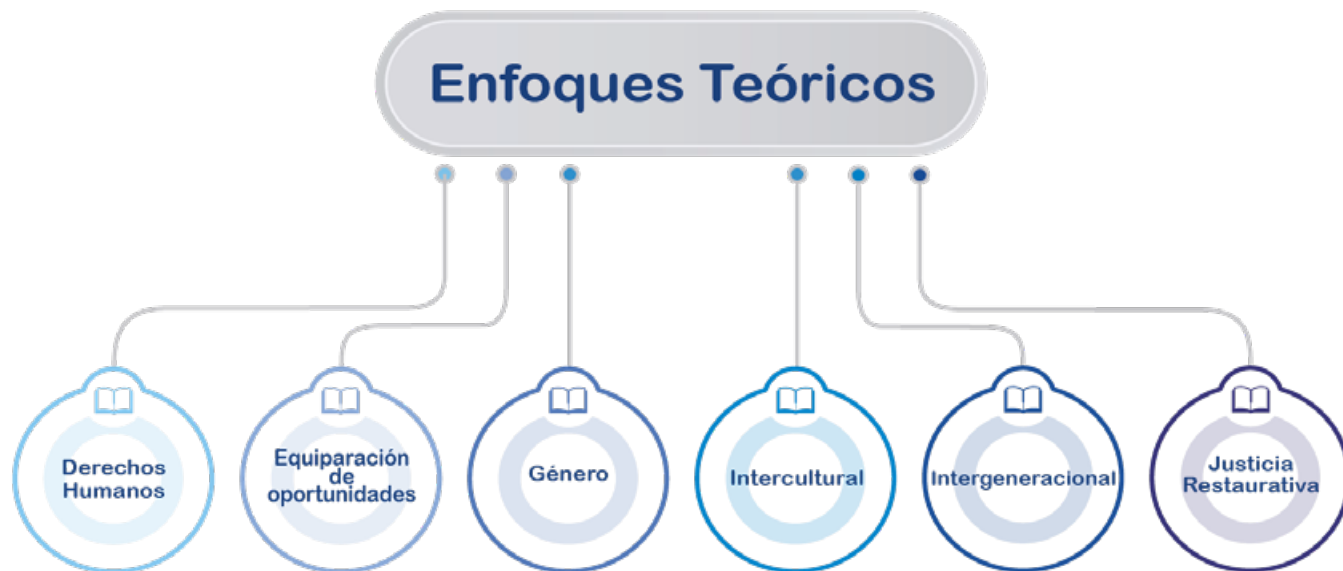 Enfoques Teóricos
Derechos
Humanos
Equiparación
de
oportunidades
Género
Intercultural
Intergeneracional
Justicia
Restaurativa